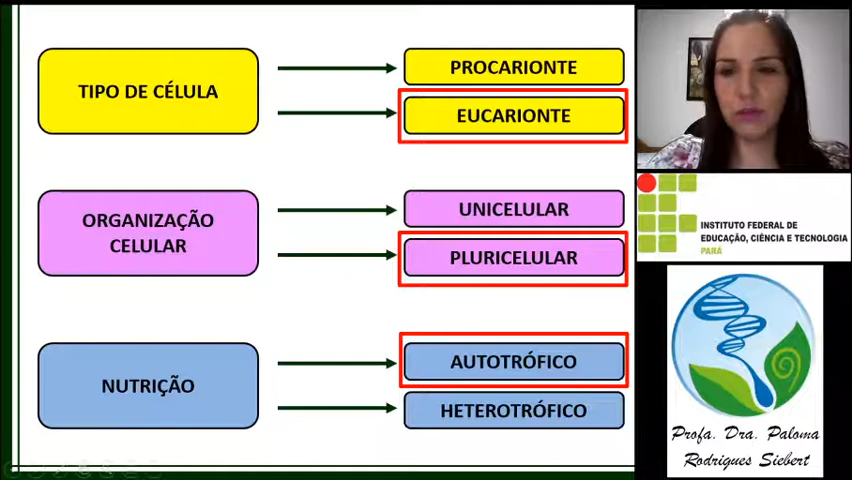 TIPO DE CÉLULA
PROCARIONTE
EUCARIONTE
ORGANIZAÇÃO
CELULAR
UNICELULAR
PLURICELULAR
NUTRIÇÃO
AUTOTRÓFICO
HETEROTRÓFICO
INSTITUTO FEDERAL DE
EDUCAÇÃO, CIÊNCIA E TECNOLOGIA
PARÁ
Profa. Dra. Paloma
Rodrigues Siebert